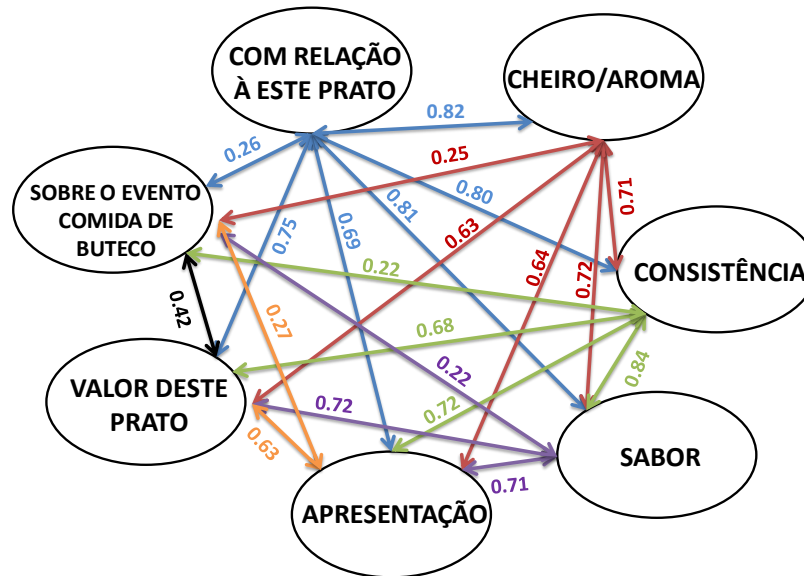 COM RELAÇÃO
À ESTE PRATO
CHEIRO/AROMA
0.82
0.26
0.25
0.80
0.71
SOBRE O EVENTO
COMIDA DE
BUTECO
0.75
0.69
0.81
0.63
0.64
0.72
0.22
CONSISTÊNCIA
0.42
0.27
0.68
0.22
0.84
VALOR DESTE
PRATO
0.72
0.72
0.63
SABOR
0.71
APRESENTAÇÃO